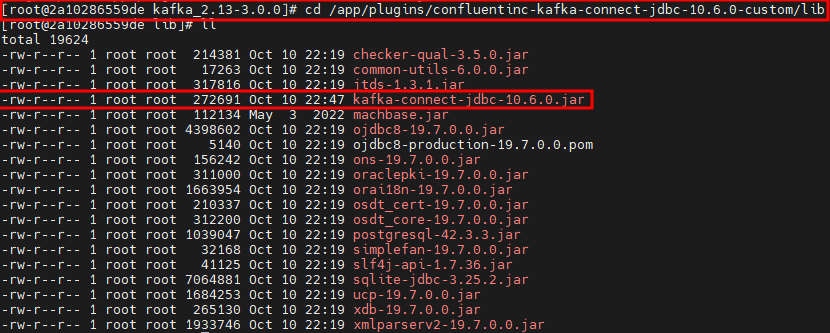 [root@2a10286559de kafka_2.13-3.0.0]# cd /app/plugins/confluentinc-kafka-connect-jdbc-10.6.0-custom/lib
[root@2a10286559de lib]# ll
total 19624
-rw-r--r-- 1 root root  214381 Oct 10 22:19 checker-qual-3.5.0.jar
-rw-r--r-- 1 root root   17263 Oct 10 22:19 common-utils-6.0.0.jar
-rw-r--r-- 1 root root  317816 Oct 10 22:19 jtds-1.3.1.jar
-rw-r--r-- 1 root root  272691 Oct 10 22:47 kafka-connect-jdbc-10.6.0.jar
-rw-r--r-- 1 root root  112134 May  3  2022 machbase.jar
-rw-r--r-- 1 root root 4398602 Oct 10 22:19 ojdbc8-19.7.0.0.jar
-rw-r--r-- 1 root root    5140 Oct 10 22:19 ojdbc8-production-19.7.0.0.pom
-rw-r--r-- 1 root root  156242 Oct 10 22:19 ons-19.7.0.0.jar
-rw-r--r-- 1 root root  311000 Oct 10 22:19 oraclepki-19.7.0.0.jar
-rw-r--r-- 1 root root 1663954 Oct 10 22:19 orai18n-19.7.0.0.jar
-rw-r--r-- 1 root root  210337 Oct 10 22:19 osdt_cert-19.7.0.0.jar
-rw-r--r-- 1 root root  312200 Oct 10 22:19 osdt_core-19.7.0.0.jar
-rw-r--r-- 1 root root 1039047 Oct 10 22:19 postgresql-42.3.3.jar
-rw-r--r-- 1 root root   32168 Oct 10 22:19 simplefan-19.7.0.0.jar
-rw-r--r-- 1 root root   41125 Oct 10 22:19 slf4j-api-1.7.36.jar
-rw-r--r-- 1 root root 7064881 Oct 10 22:19 sqlite-jdbc-3.25.2.jar
-rw-r--r-- 1 root root 1684253 Oct 10 22:19 ucp-19.7.0.0.jar
-rw-r--r-- 1 root root  265130 Oct 10 22:19 xdb-19.7.0.0.jar
-rw-r--r-- 1 root root 1933746 Oct 10 22:19 xmlparserv2-19.7.0.0.jar